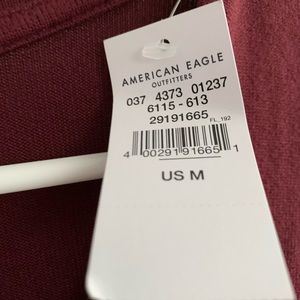 AMERICAN EAGLE
OUTFITTERS
037 4373 01237
6115 - 613
29191665
FL_192
4 00291 91665 1
US M